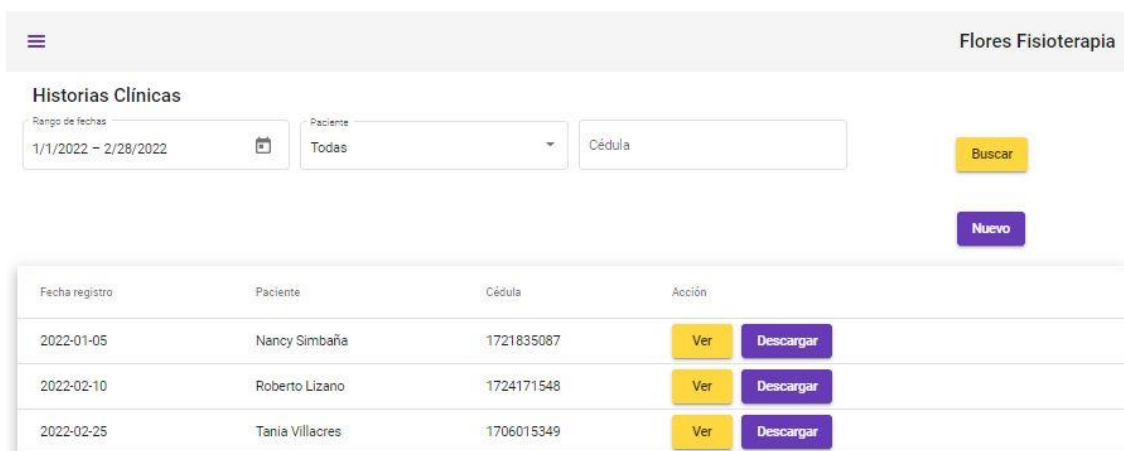 Flores Fisioterapia
Historias Clínicas
Rango de fechas Paciente
1/1/2022 – 2/28/2022 Todas Cédula Buscar
Nuevo
Fecha registro Paciente Cédula Acción
2022-01-05 Nancy Simbaña 1721835087 Ver Descargar
2022-02-10 Roberto Lizano 1724171548 Ver Descargar
2022-02-25 Tania Villacres 1706015349 Ver Descargar